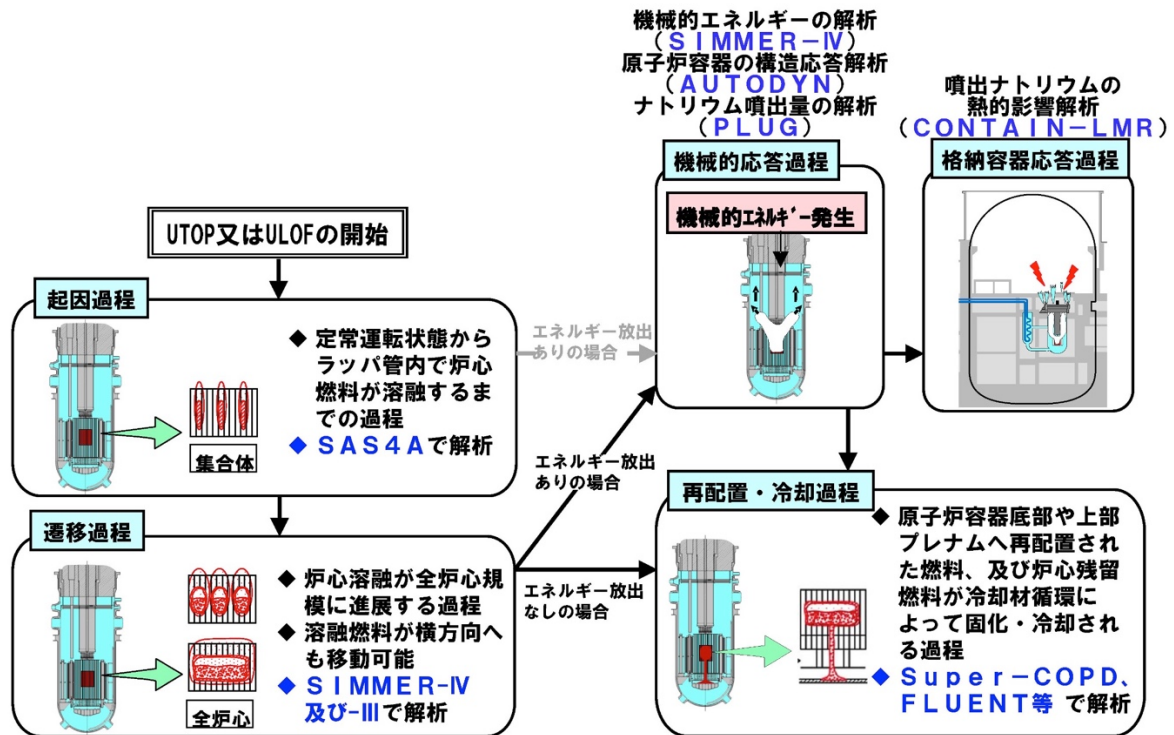 機械的エネルギーの解析
（ＳＩＭＭＥＲ－Ⅳ）
原子炉容器の構造応答解析
（ＡＵＴＯＤＹＮ）
ナトリウム噴出量の解析
（ＰＬＵＧ）
噴出ナトリウムの
熱的影響解析
（ＣＯＮＴＡＩＮ－ＬＭＲ）
機械的応答過程
機械的ｴﾈﾙｷﾞｰ発生
格納容器応答過程
UTOP又はULOFの開始
起因過程
◆ 定常運転状態から
ラッパ管内で炉心
燃料が溶融するま
での過程
◆ ＳＡＳ４Ａで解析
集合体
エネルギー放出
ありの場合
エネルギー放出
ありの場合
遷移過程
◆ 炉心溶融が全炉心規
模に進展する過程
◆ 溶融燃料が横方向へ
も移動可能
◆ ＳＩＭＭＥＲ-Ⅳ
及び-Ⅲで解析
全炉心
エネルギー放出
なしの場合
再配置・冷却過程
◆ 原子炉容器底部や上部
プレナムへ再配置され
た燃料、及び炉心残留
燃料が冷却材循環に
よって固化・冷却され
る過程
◆ Ｓｕｐｅｒ－ＣＯＰＤ、
ＦＬＵＥＮＴ等 で解析